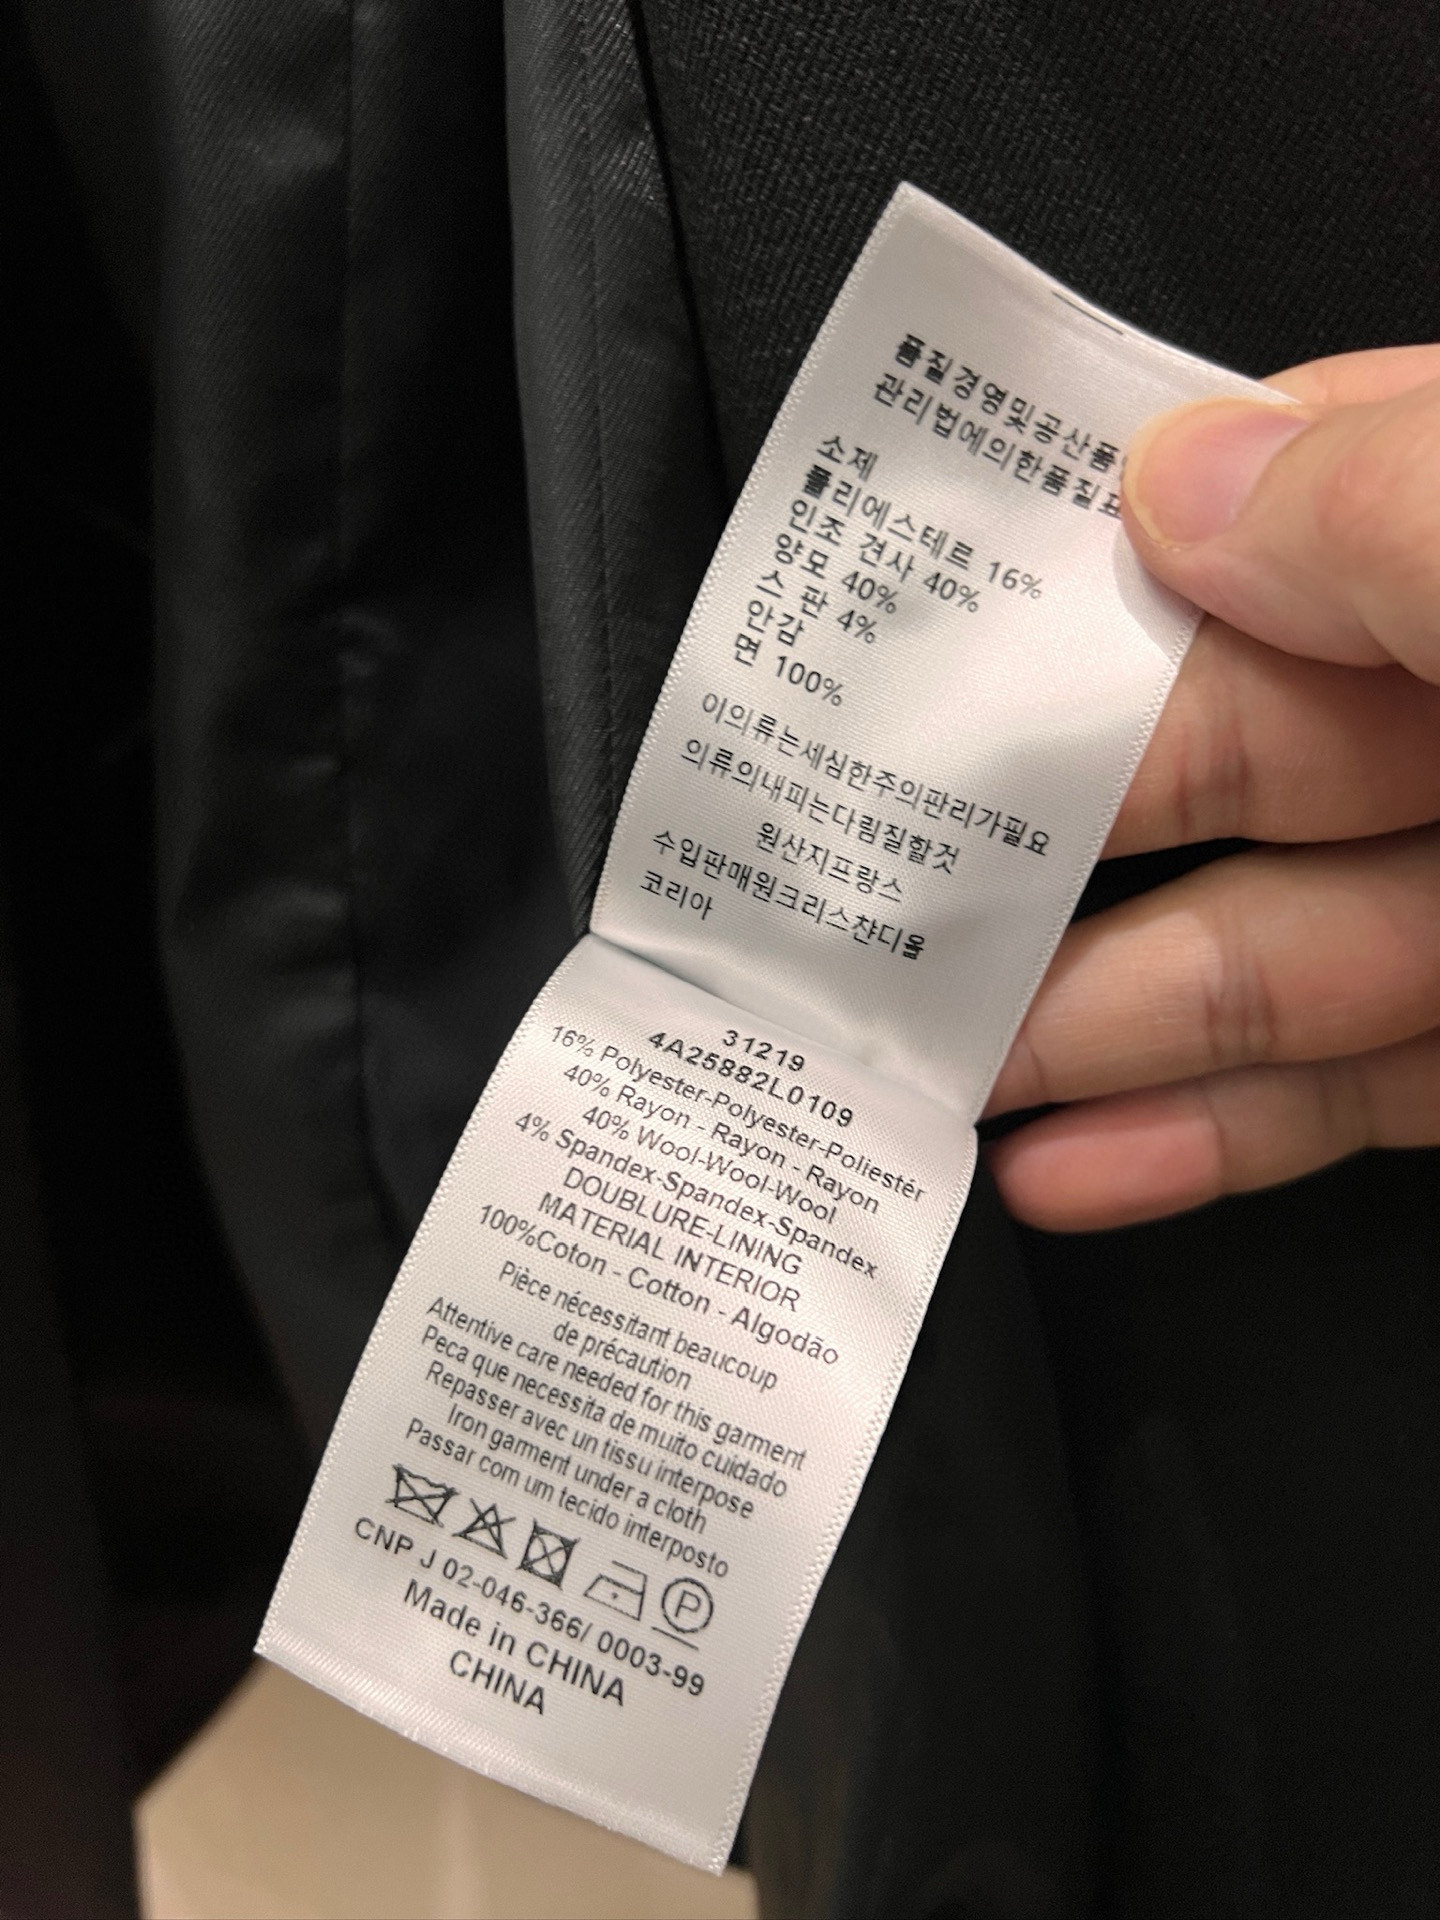 품질경영및공산품
관리법에의한품질표
소제
폴리에스테르 16%
인조 견사 40%
양모 40%
스 판 4%
안감
면 100%
이의류는세심한주의판리가필요
의류의내피는다림질할것
원산지프랑스
수입판매원크리스챤디올
코리아
31219
4A25882L0109
16% Polyester-Polyester-Poliestér
40% Rayon - Rayon - Rayon
40% Wool-Wool-Wool
4% Spandex-Spandex-Spandex
DOUBLURE-LINING
MATERIAL INTERIOR
100%Coton - Cotton - Algodão
Pièce nécessitant beaucoup
de précaution
Attentive care needed for this garment
Peca que necessita de muito cuidado
Repasser avec un tissu interpose
Iron garment under a cloth
Passar com um tecido interposto
P
CNP J 02-046-366/ 0003-99
Made in CHINA
CHINA